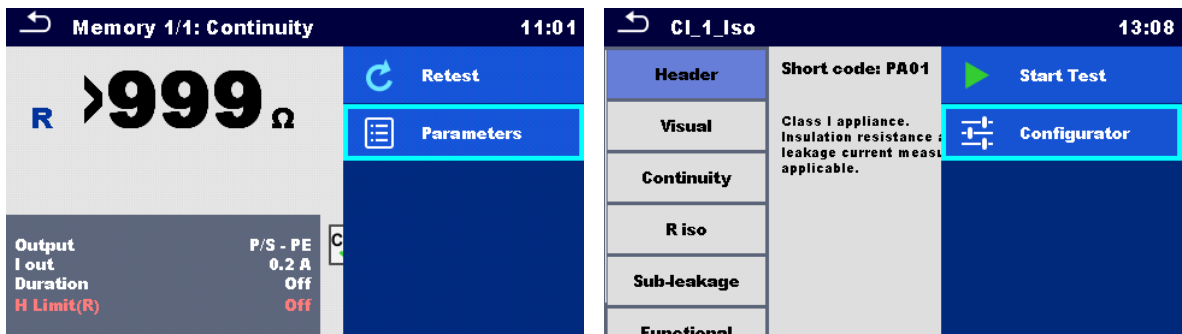 Memory 1/1: Continuity 11:01
R >999 Ω
Retest
Parameters
Output P/S - PE
I out 0.2 A
Duration Off
H Limit(R) Off
CI_1_Iso 13:08
Header
Visual
Continuity
R iso
Sub-leakage
Functional
Short code: PA01
Class I appliance.
Insulation resistance
leakage current
applicable.
Start Test
Configurator